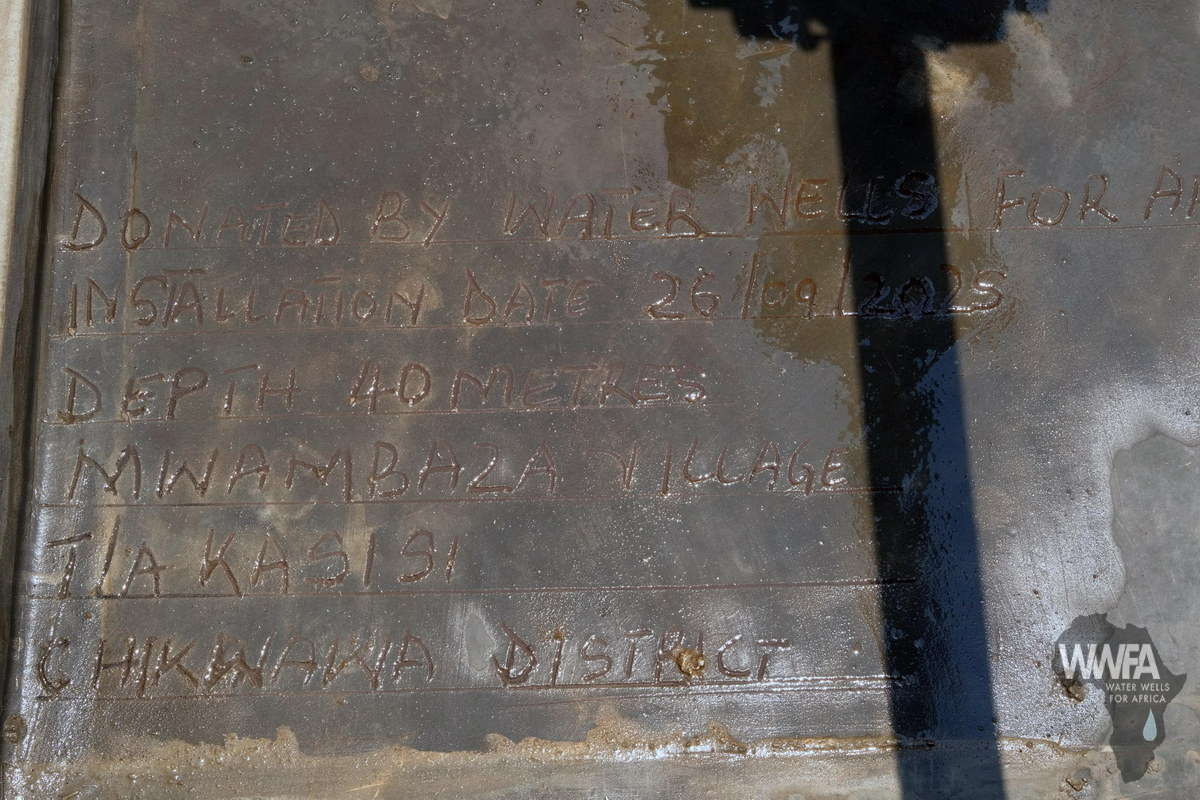 DONATED BY WATER WELLS FOR AF
INSTALLATION DATE 26/09/2025
DEPTH 40 METRES
MWAMBAZA VILLAGE
T/A KASISI
CHIKWAWA DISTRICT
WWFA
WATER WELLS
FOR AFRICA